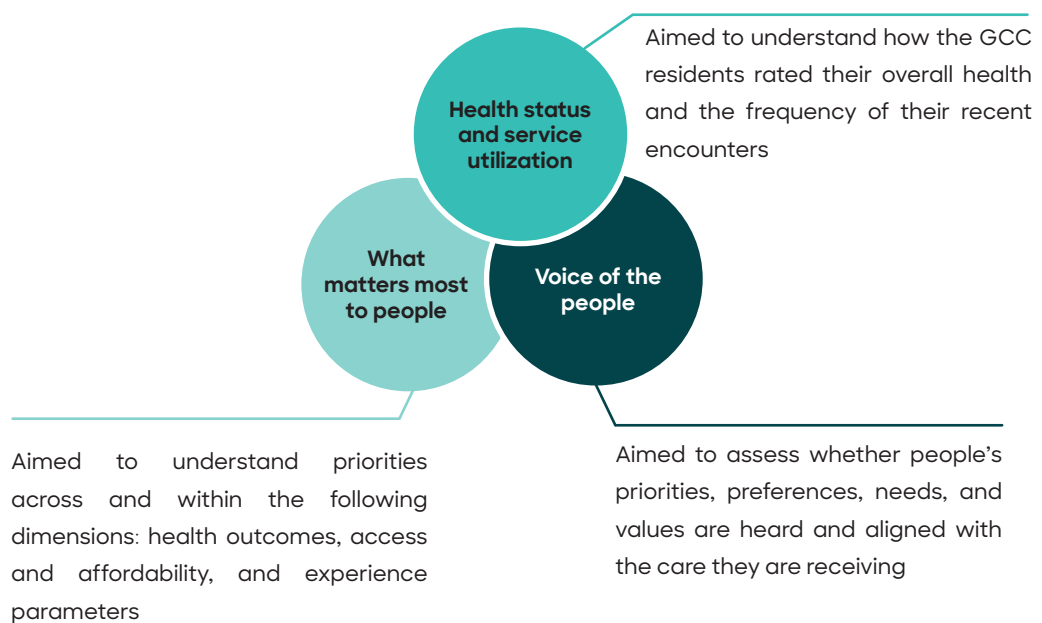 Health status
and service
utilization
Aimed to understand how the GCC
residents rated their overall health
and the frequency of their recent
encounters
What
matters most
to people
Voice of the
people
Aimed to understand priorities
across and within the following
dimensions: health outcomes, access
and affordability, and experience
parameters
Aimed to assess whether people’s
priorities, preferences, needs, and
values are heard and aligned with
the care they are receiving